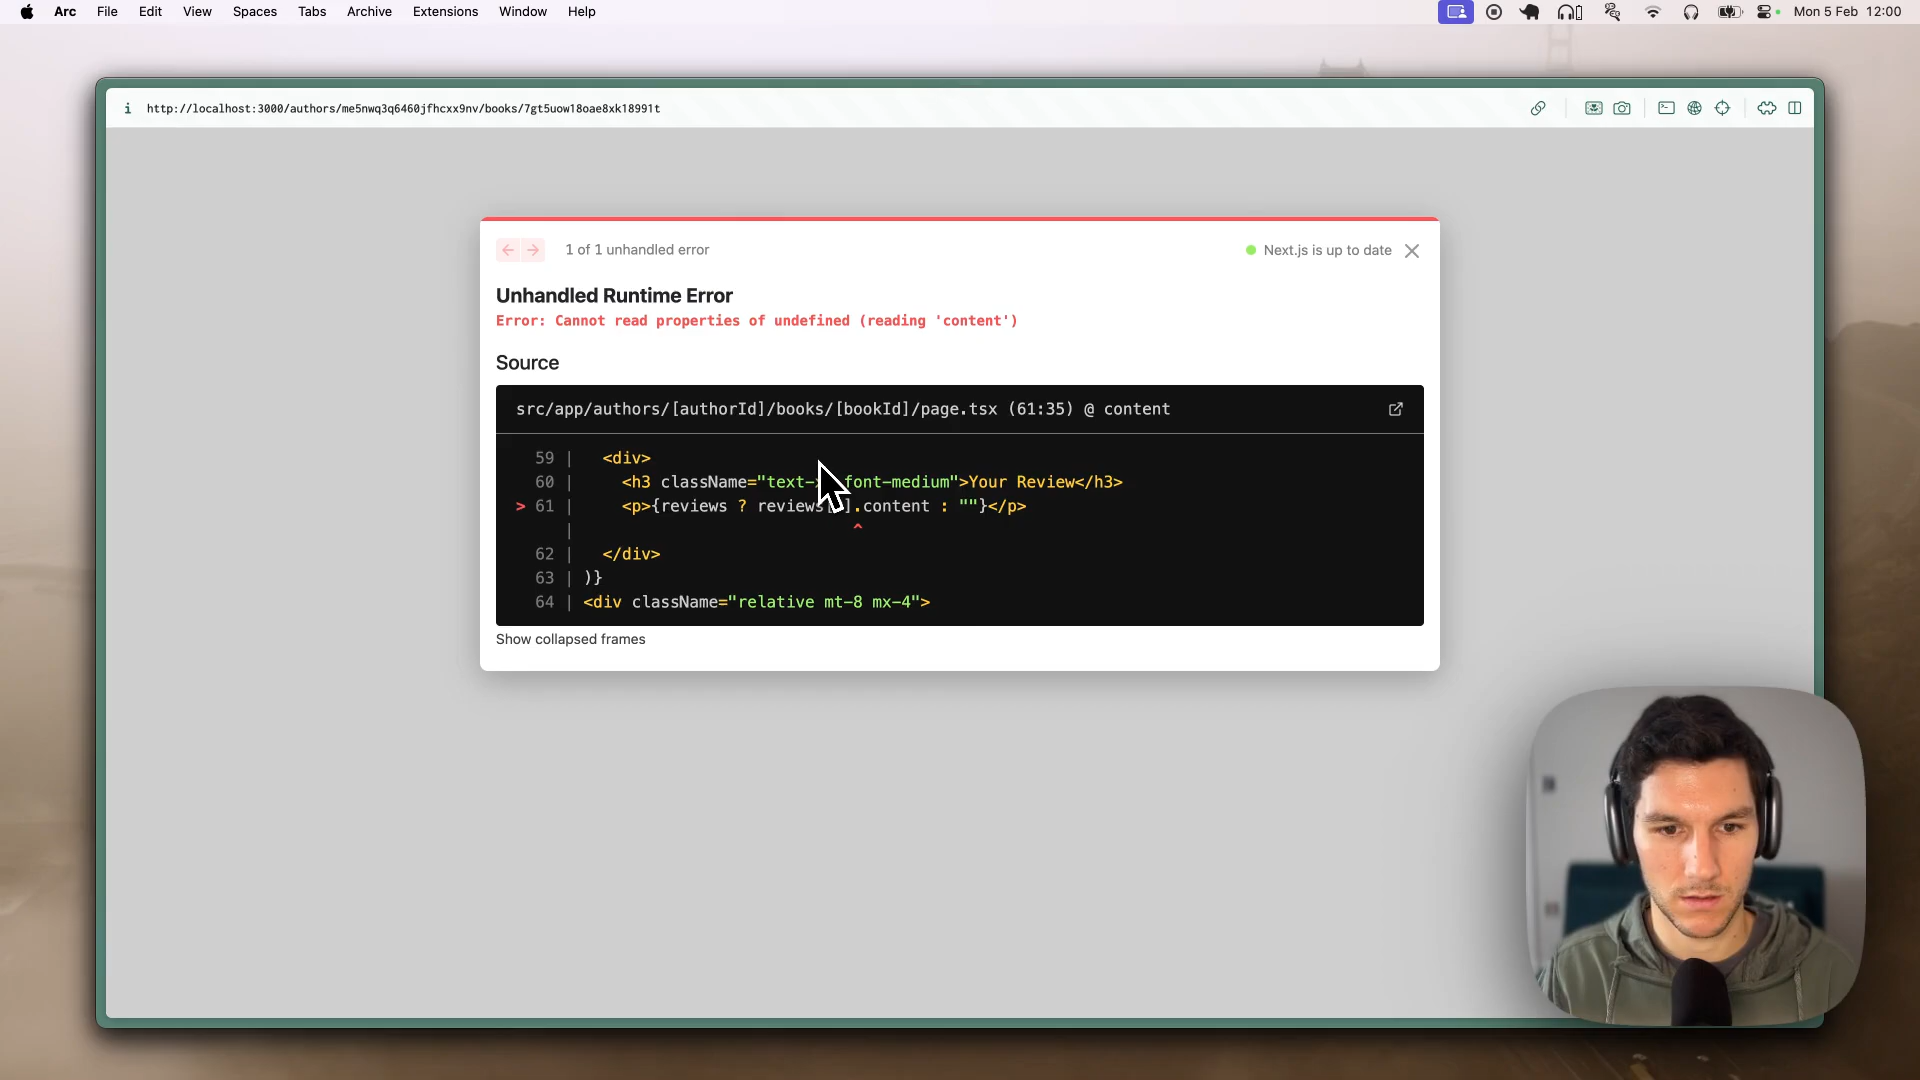 Arc File Edit View Spaces Tabs Archive Extensions Window Help Mon 5 Feb 12:00
i http://localhost:3000/authors/me5nwq3q6460jfhcxx9nv/books/7gt5uow18oae8xk18991t
1 of 1 unhandled error Next.js is up to date
Unhandled Runtime Error
Error: Cannot read properties of undefined (reading 'content')
Source
src/app/authors/[authorId]/books/[bookId]/page.tsx (61:35) @ content
59 | <div>
60 | <h3 className="text- font-medium">Your Review</h3>
> 61 | <p>{reviews ? reviews[ ].content : ""}</p>
| ^
62 | </div>
63 | )}
64 | <div className="relative mt-8 mx-4">
Show collapsed frames